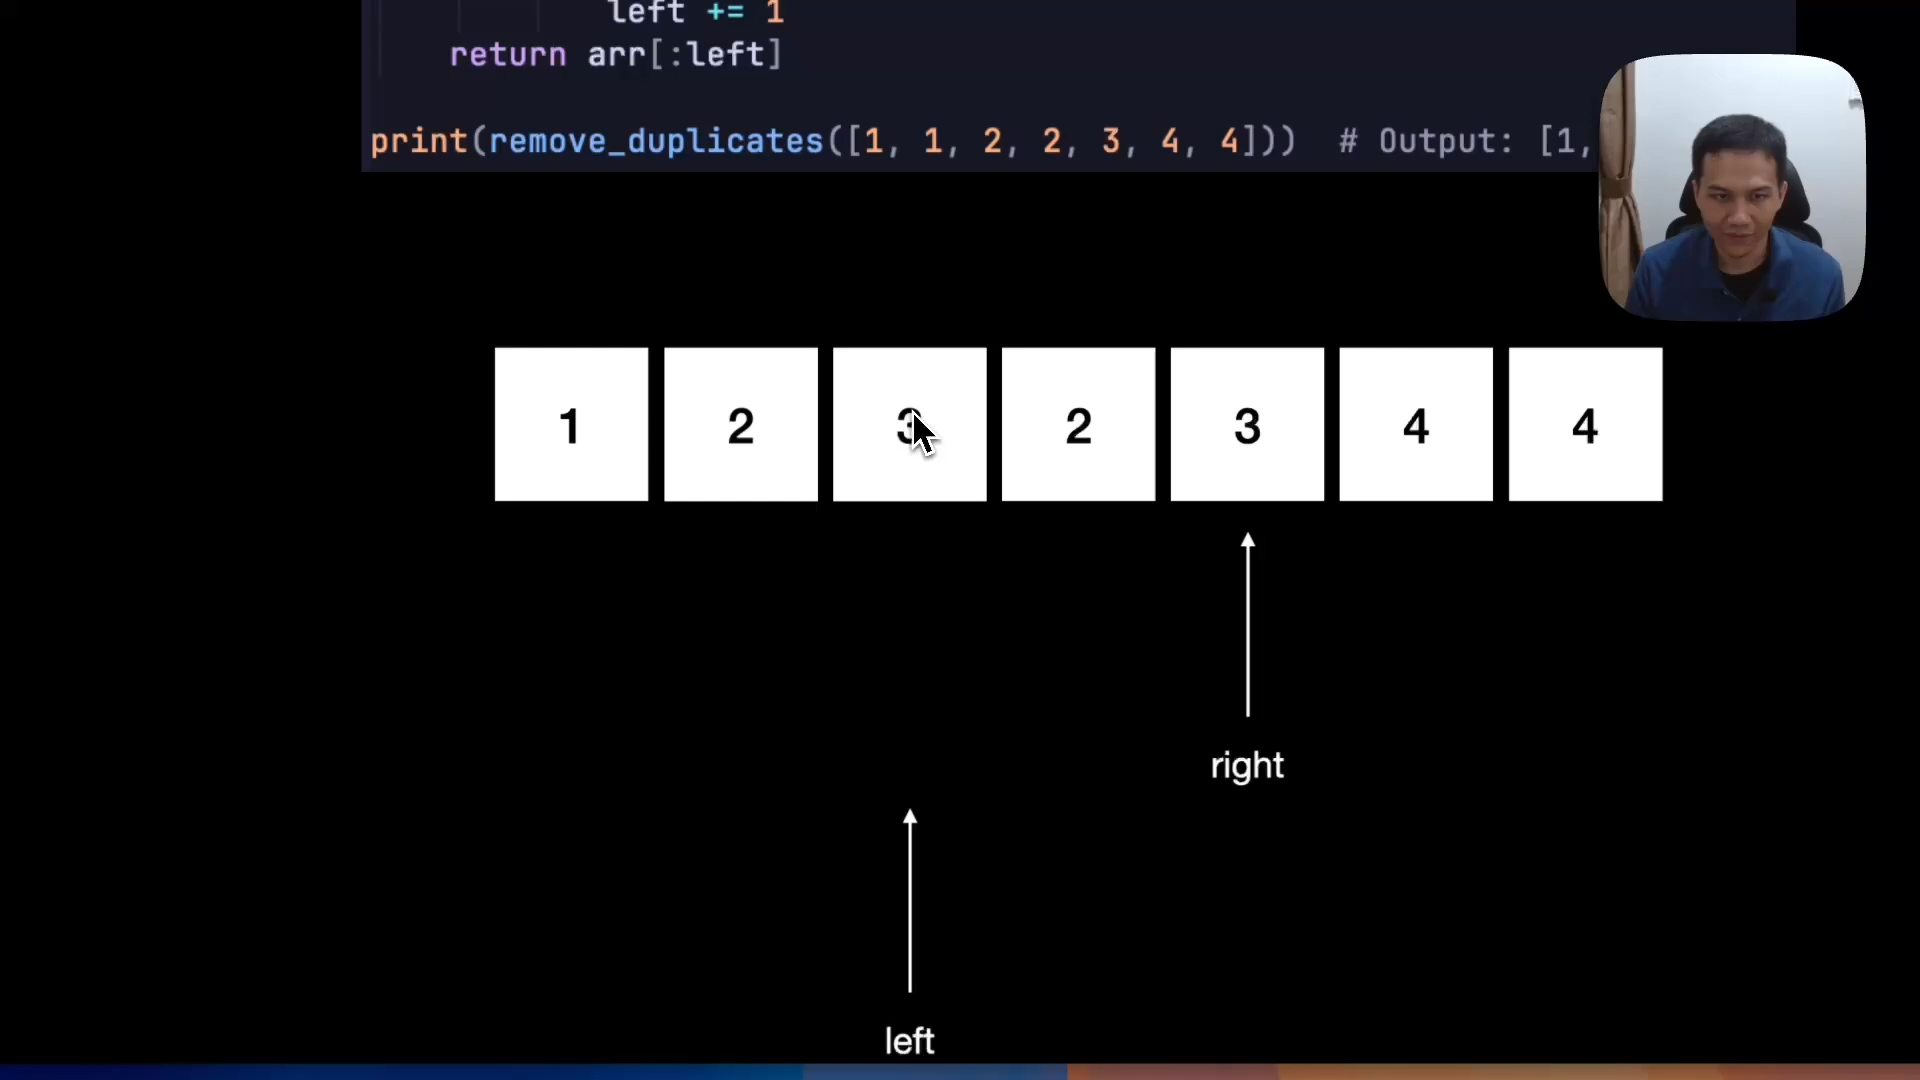 left += 1
return arr[:left]
print(remove_duplicates([1, 1, 2, 2, 3, 4, 4])) # Output: [1,
1 2 3 2 3 4 4
right
left